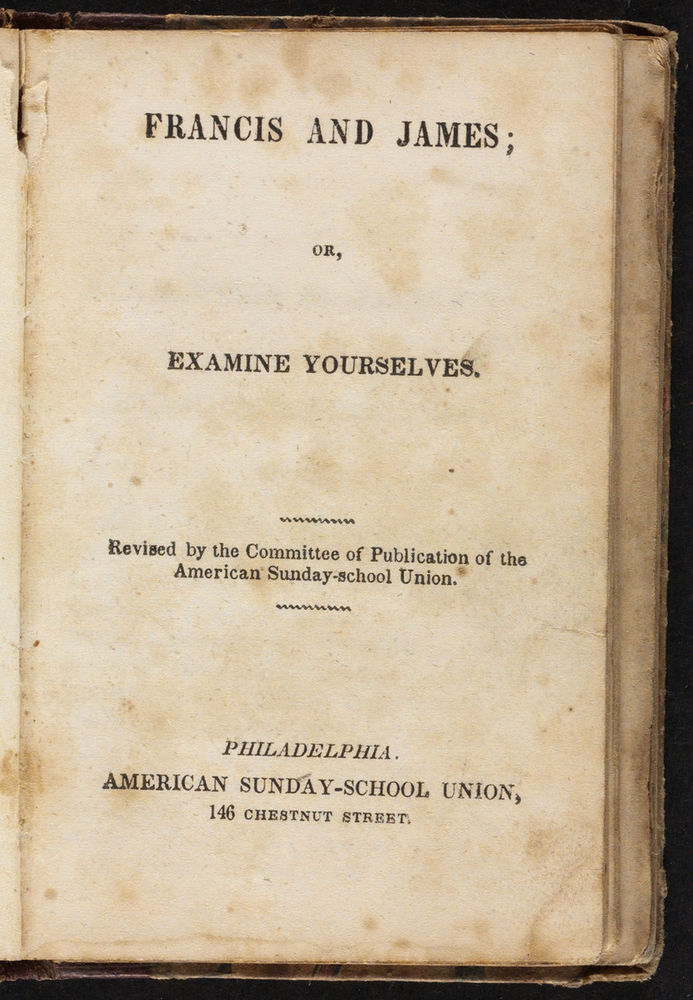 FRANCIS AND JAMES;
OR,
EXAMINE YOURSELVES.
Revised by the Committee of Publication of the
American Sunday-school Union.
PHILADELPHIA.
AMERICAN SUNDAY-SCHOOL UNION,
146 CHESTNUT STREET.